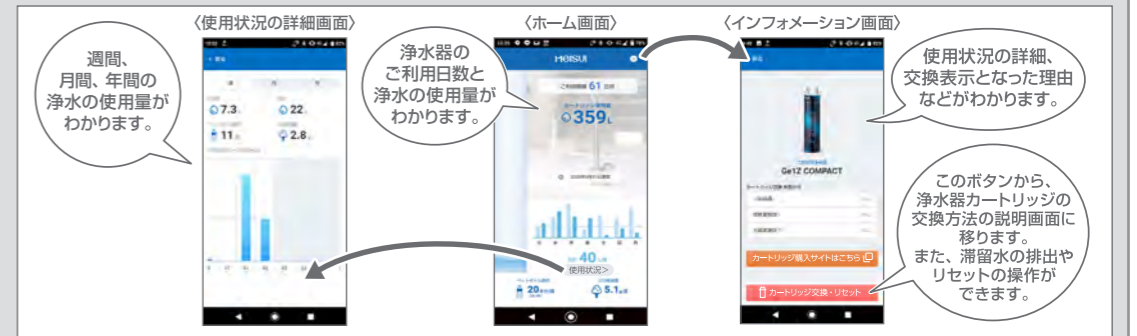 〈使用状況の詳細画面〉
〈ホーム画面〉
〈インフォメーション画面〉
週間、
月間、年間の
浄水の使用量が
わかります。
7.3
22
11
2.8
浄水器の
ご利用日数と
浄水の使用量が
わかります。
MEISUI
61
359L
40
使用状況＞
20
5.1
Ge1Z COMPACT
カートリッジ購入サイトはこちら
カートリッジ交換・リセット
使用状況の詳細、
交換表示となった理由
などがわかります。
このボタンから、
浄水器カートリッジの
交換方法の説明画面に
移ります。
また、滞留水の排出や
リセットの操作が
できます。